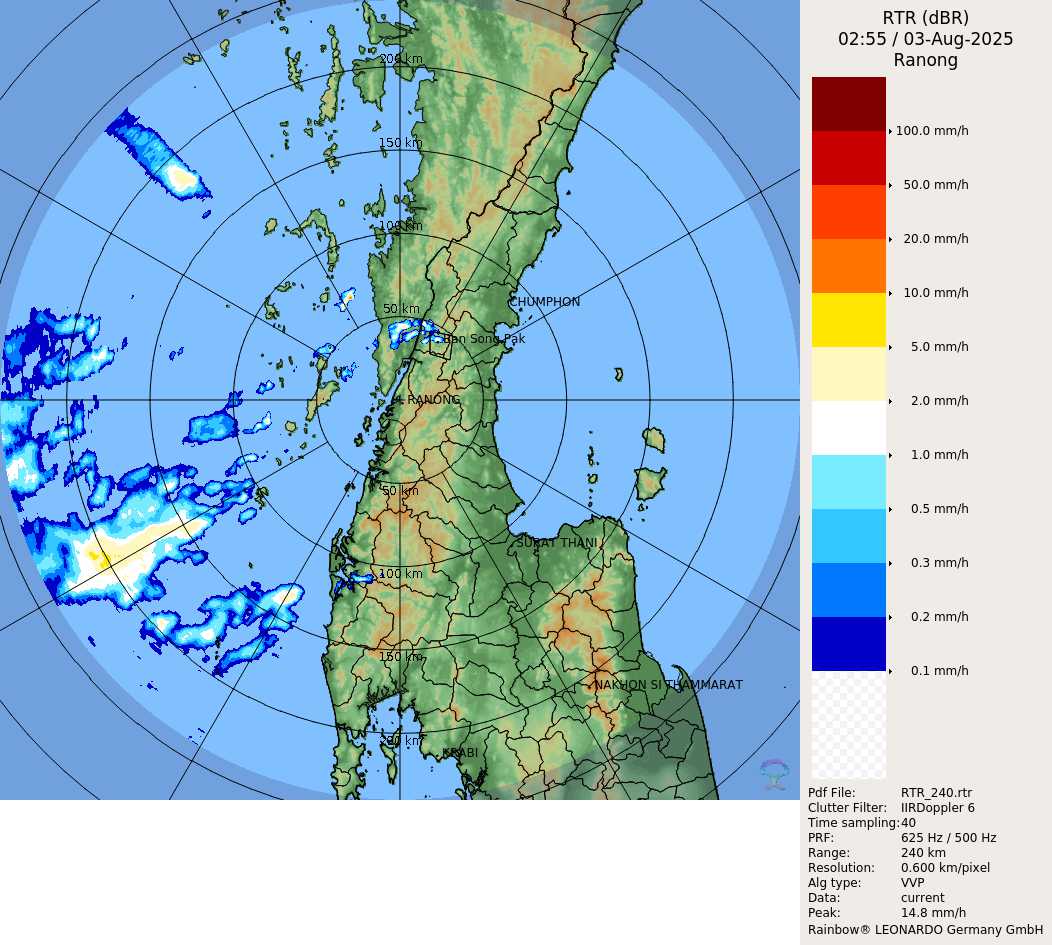 RTR (dBR)
02:55 / 03-Aug-2025
Ranong
100.0 mm/h
50.0 mm/h
20.0 mm/h
10.0 mm/h
5.0 mm/h
2.0 mm/h
1.0 mm/h
0.5 mm/h
0.3 mm/h
0.2 mm/h
0.1 mm/h
200 km
150 km
100 km
50 km
CHUMPHON
Ban Song Pak
RANONG
50 km
SURAT THANI
100 km
150 km
NAKHON SI THAMMARAT
200 km
KRABI
Pdf File: RTR_240.rtr
Clutter Filter: IIRDoppler 6
Time sampling:40
PRF: 625 Hz / 500 Hz
Range: 240 km
Resolution: 0.600 km/pixel
Alg type: VVP
Data: current
Peak: 14.8 mm/h
Rainbow® LEONARDO Germany GmbH